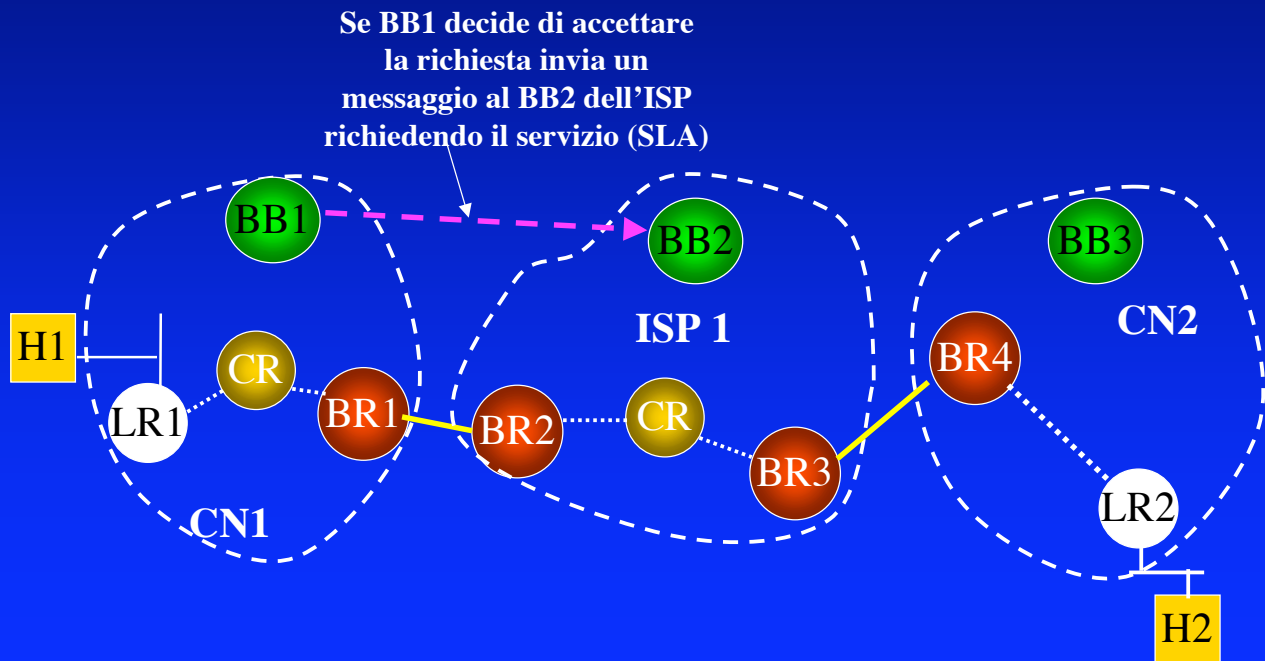 Se BB1 decide di accettare
la richiesta invia un
messaggio al BB2 dell’ISP
richiedendo il servizio (SLA)
BB1
BB2
BB3
ISP 1
CN2
H1
CR
BR4
LR1
BR1
BR2
CR
BR3
LR2
CN1
H2